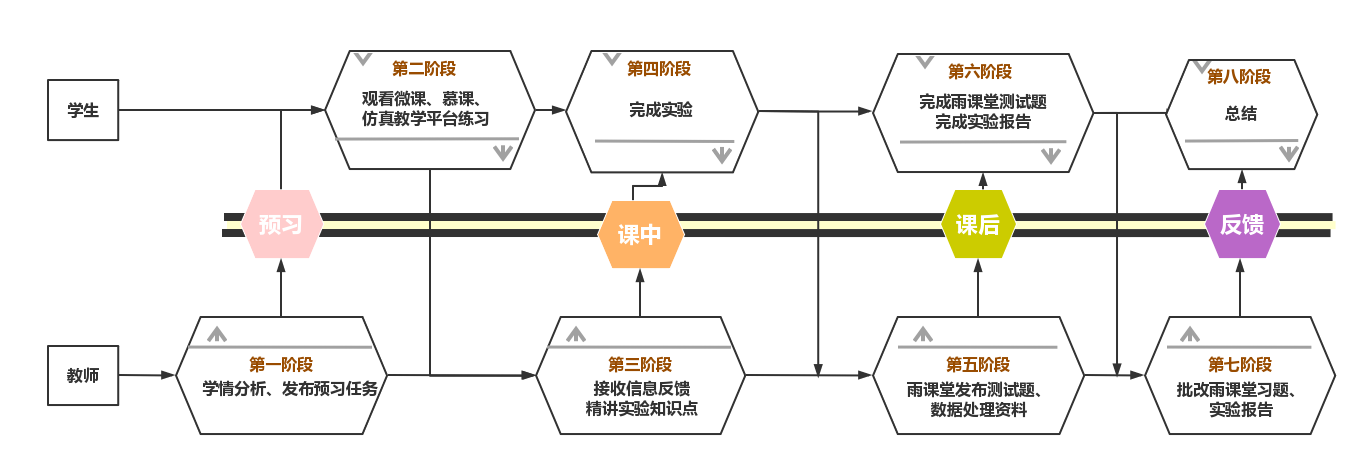 学生
第二阶段
观看微课、慕课、
仿真教学平台练习
第四阶段
完成实验
第六阶段
完成雨课堂测试题
完成实验报告
第八阶段
总结
预习
课中
课后
反馈
教师
第一阶段
学情分析、发布预习任务
第三阶段
接收信息反馈
精讲实验知识点
第五阶段
雨课堂发布测试题、
数据处理资料
第七阶段
批改雨课堂习题、
实验报告